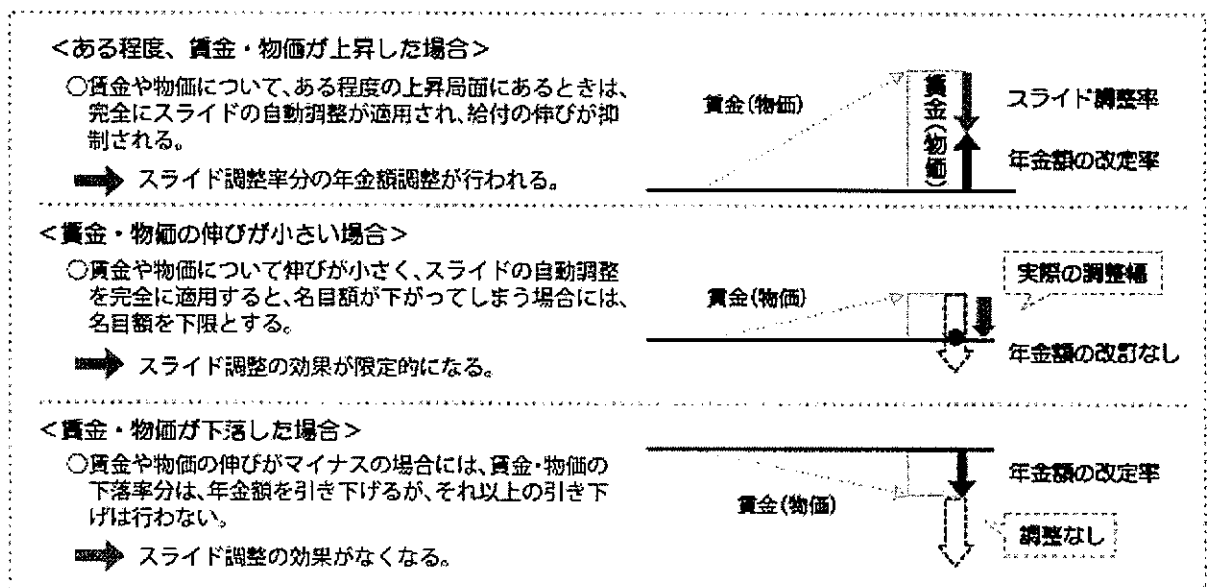 ＜ある程度、賃金・物価が上昇した場合＞
○賃金や物価について、ある程度の上昇局面にあるときは、
完全にスライドの自動調整が適用され、給付の伸びが抑
制される。
スライド調整率分の年金額調整が行われる。
賃金(物価)
賃金(物価)
スライド調整率
年金額の改定率
＜賃金・物価の伸びが小さい場合＞
○賃金や物価について伸びが小さく、スライドの自動調整
を完全に適用すると、名目額が下がってしまう場合には、
名目額を下限とする。
スライド調整の効果が限定的になる。
賃金(物価)
実際の調整幅
年金額の改訂なし
＜賃金・物価が下落した場合＞
○賃金や物価の伸びがマイナスの場合には、賃金・物価の
下落率分は、年金額を引き下げるが、それ以上の引き下
げは行わない。
スライド調整の効果がなくなる。
賃金(物価)
年金額の改定率
調整なし